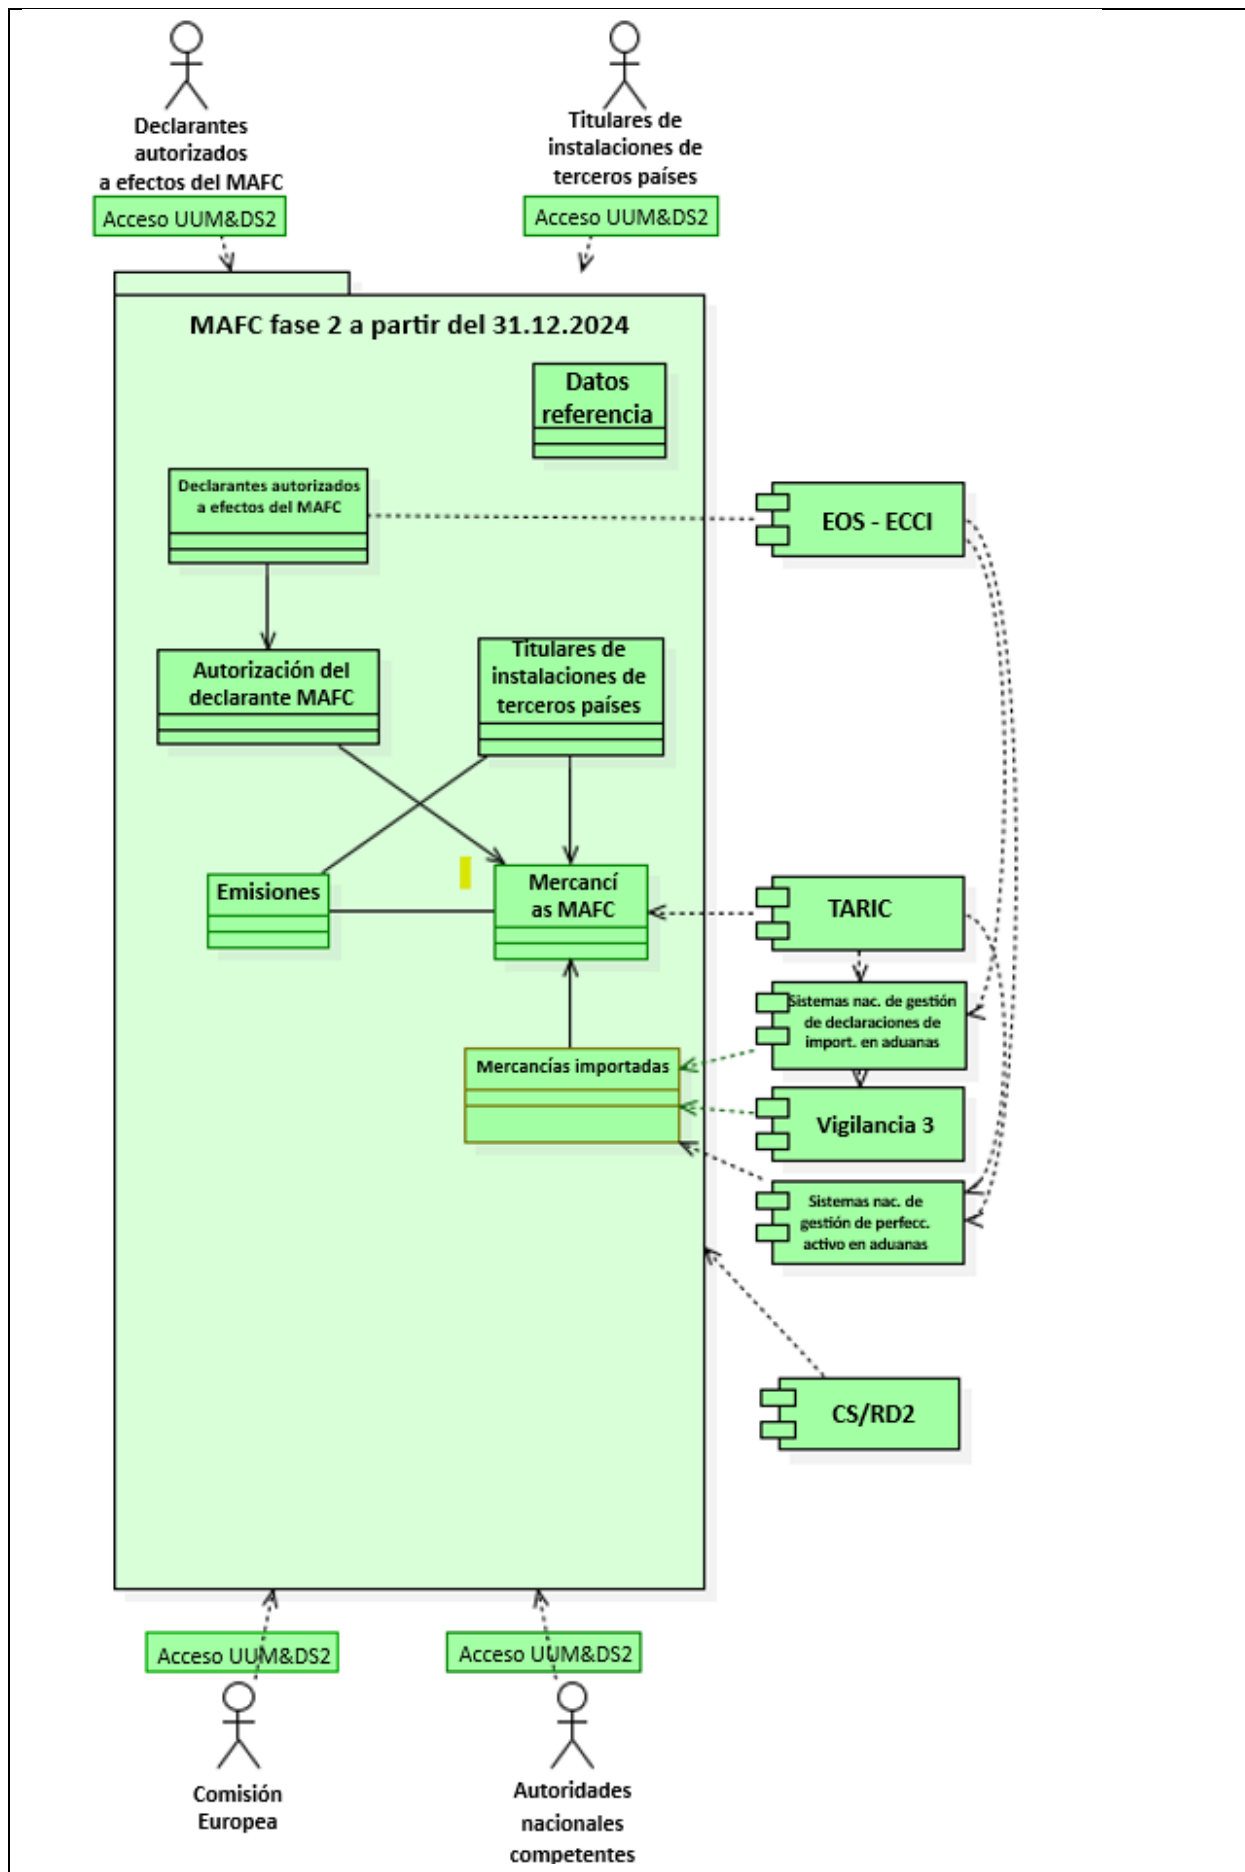 Declarantes
autorizados
a efectos del MAFC
Acceso UUM&DS2
Titulares de
instalaciones de
terceros países
Acceso UUM&DS2
MAFC fase 2 a partir del 31.12.2024
Datos
referencia
Declarantes autorizados
a efectos del MAFC
EOS - ECCI
Autorización del
declarante MAFC
Titulares de
instalaciones de
terceros países
Emisiones
Mercancí
as MAFC
TARIC
Sistemas nac. de gestión
de declaraciones de
import. en aduanas
Mercancías importadas
Vigilancia 3
Sistemas nac. de
gestión de perfecc.
activo en aduanas
CS/RD2
Acceso UUM&DS2
Comisión
Europea
Acceso UUM&DS2
Autoridades
nacionales
competentes